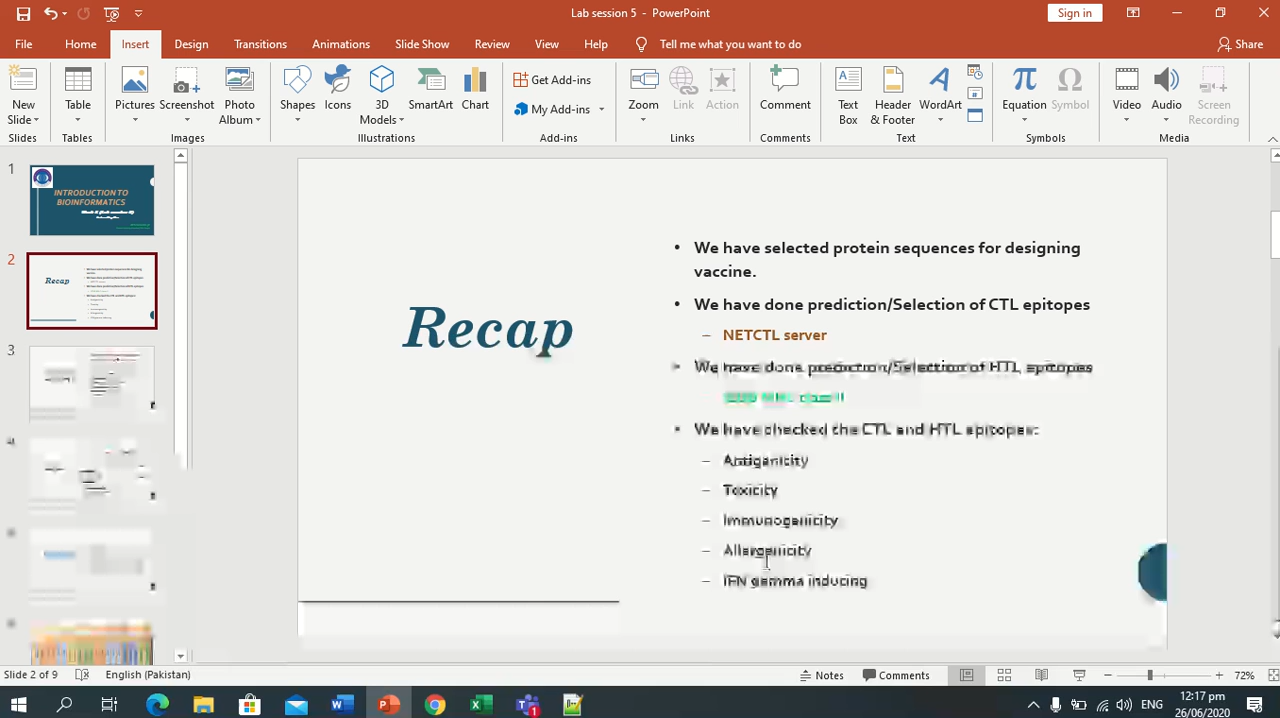 Lab session 5 - PowerPoint
Sign in
File
Home
Insert
Design
Transitions
Animations
Slide Show
Review
View
Help
Tell me what you want to do
Share
New Slide
Table
Pictures
Screenshot
Photo Album
Shapes
Icons
3D Models
SmartArt
Chart
Get Add-ins
My Add-ins
Zoom
Link
Action
Comment
Text Box
Header & Footer
WordArt
Equation
Symbol
Video
Audio
Screen Recording
Slides
Tables
Images
Illustrations
Add-ins
Links
Comments
Text
Symbols
Media
1
INTRODUCTION TO
BIOINFORMATICS
2
Recap
3
4
Recap
• We have selected protein sequences for designing
vaccine.
• We have done prediction/Selection of CTL epitopes
– NETCTL server
• We have done prediction/Selection of HTL epitopes
• We have checked the CTL and HTL epitopes:
– Antigenicity
– Toxicity
– Immunogenicity
– Allergenicity
– IFN gamma inducing
Slide 2 of 9
English (Pakistan)
Notes
Comments
72%
ENG
12:17 pm
26/06/2020